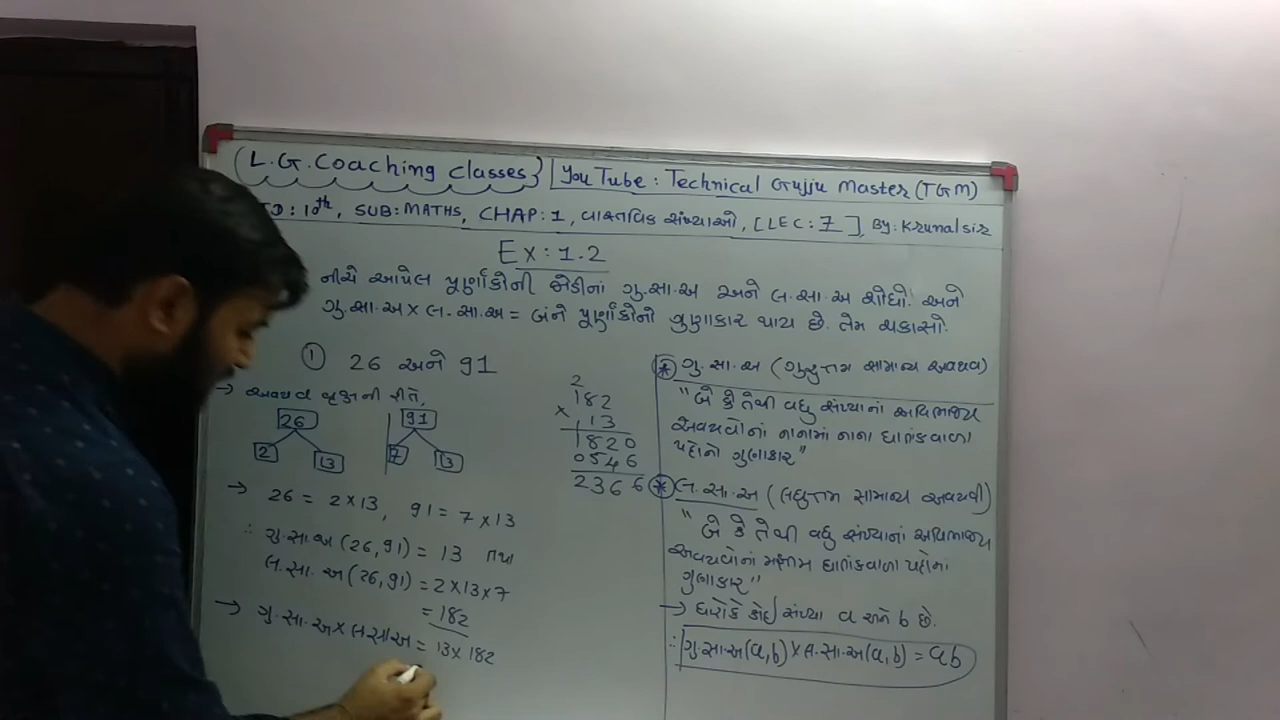 (L.G. Coaching Classes} | YouTube : Technical Gujju Master (TGM)
TD: 10th, SUB: MATHS, CHAP: 1, વાસ્તવિક સંખ્યાઓ, [LEC: 7], By: Krunal sir
Ex: 1.2
નીચે આપેલ પૂર્ણાંકોની જોડીનાં ગુ.સા.અ અને લ.સા.અ શોધો. અને
ગુ.સા.અ × લ.સા.અ = બંને પૂર્ણાંકોનો ગુણાકાર થાય છે. તેમ ચકાસો.
① 26 અને 91
→ અવયવ વૃક્ષની રીતે,
26 91
2 13 7 13
→ 26 = 2×13, 91 = 7×13
∴ ગુ.સા.અ (26,91) = 13 તથા
લ.સા.અ (26,91) = 2×13×7
= 182
→ ગુ.સા.અ × લ.સા.અ = 13 × 182
2
182
× 13
1820
0546
2366
* ગુ.સા.અ (ગુરુત્તમ સામાન્ય અવયવ)
"બે કે તેથી વધુ સંખ્યાનાં અવિભાજ્ય
અવયવોનાં નાનામાં નાના ઘાતાંકવાળા
પદોનો ગુણાકાર"
* લ.સા.અ (લઘુત્તમ સામાન્ય અવયવી)
"બે કે તેથી વધુ સંખ્યાનાં અવિભાજ્ય
અવયવોનાં મહત્તમ ઘાતાંકવાળા પદોના
ગુણાકાર"
→ ધારોકે કોઈ સંખ્યા a અને b છે.
∴ ગુ.સા.અ(a,b) × લ.સા.અ(a,b) = ab